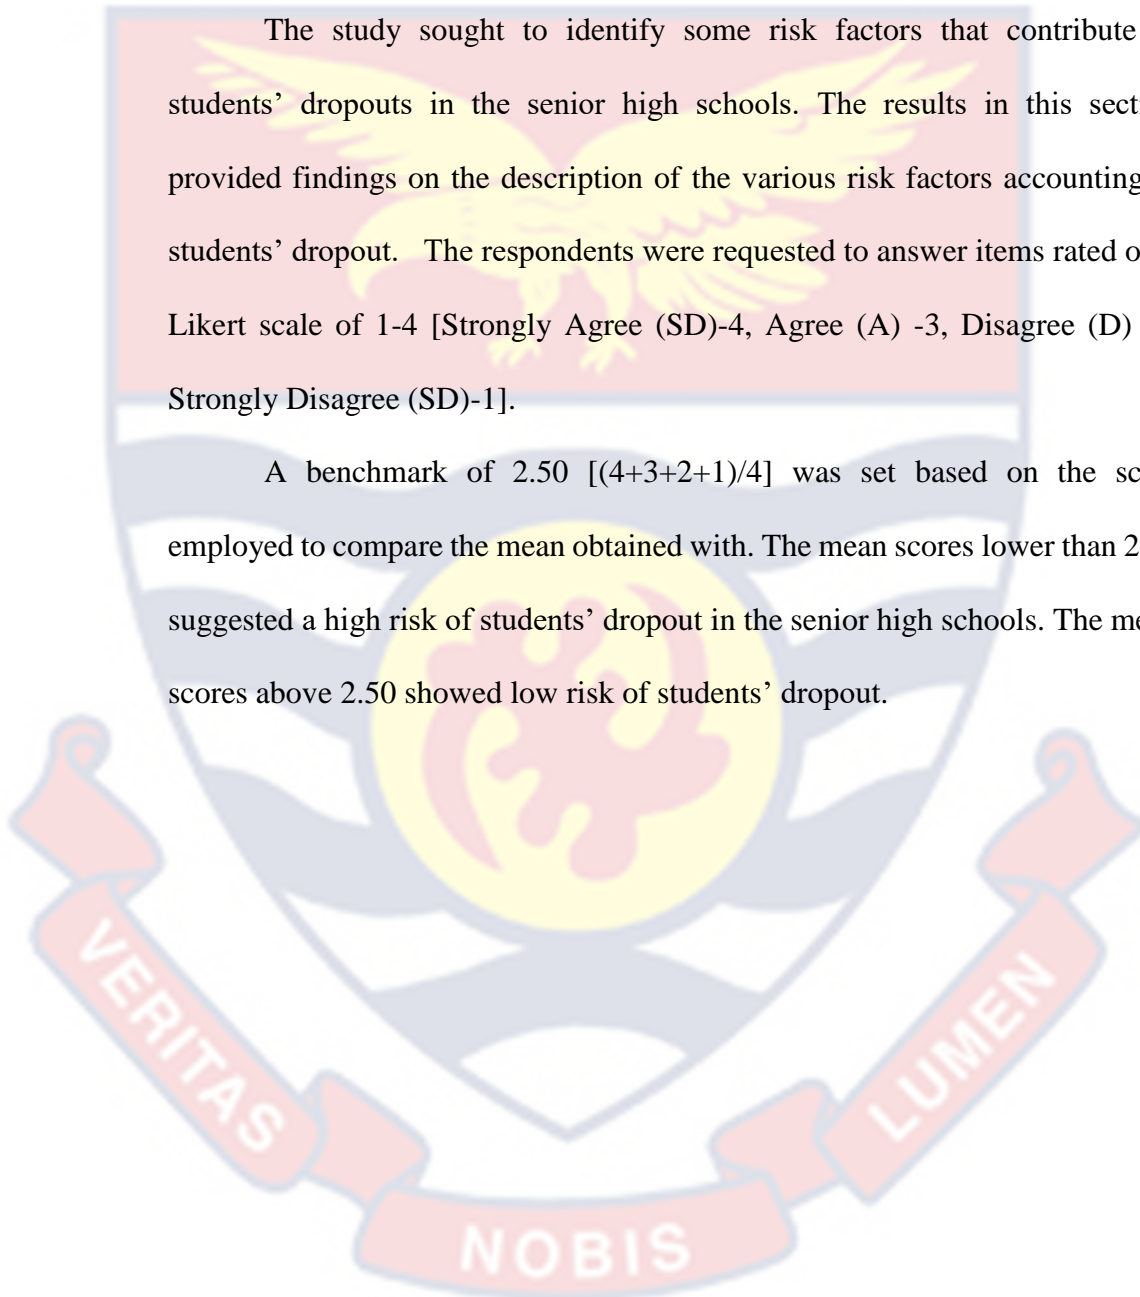 The study sought to identify some risk factors that contribute
students’ dropouts in the senior high schools. The results in this
provided findings on the description of the various risk factors accounting
students’ dropout. The respondents were requested to answer items rated
Likert scale of 1-4 [Strongly Agree (SD)-4, Agree (A) -3, Disagree (D)
Strongly Disagree (SD)-1].
A benchmark of 2.50 [(4+3+2+1)/4] was set based on the
employed to compare the mean obtained with. The mean scores lower than
suggested a high risk of students’ dropout in the senior high schools. The
scores above 2.50 showed low risk of students’ dropout.
VERITAS
NOBIS
LUMEN